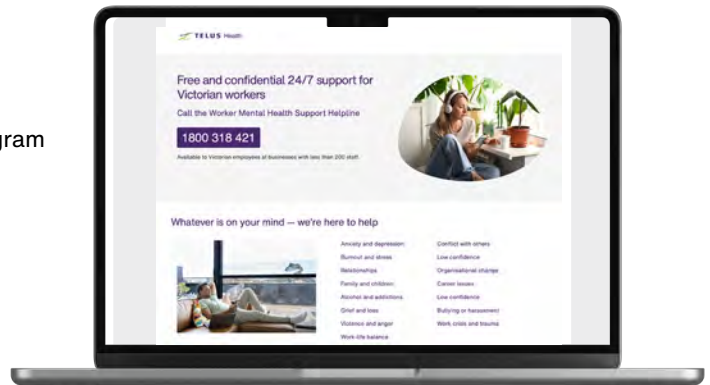 gram
TELUS Health
Free and confidential 24/7 support for
Victorian workers
Call the Worker Mental Health Support Helpline
1800 318 421
Available to Victorian employees of businesses with less than 200 staff.
Whatever is on your mind — we're here to help
Anxiety and depression
Burnout and stress
Relationships
Family and children
Alcohol and addictions
Grief and loss
Violence and anger
Work-life balance
Conflict with others
Low confidence
Organisational change
Career issues
Low confidence
Bullying or harassment
Work, crisis and trauma